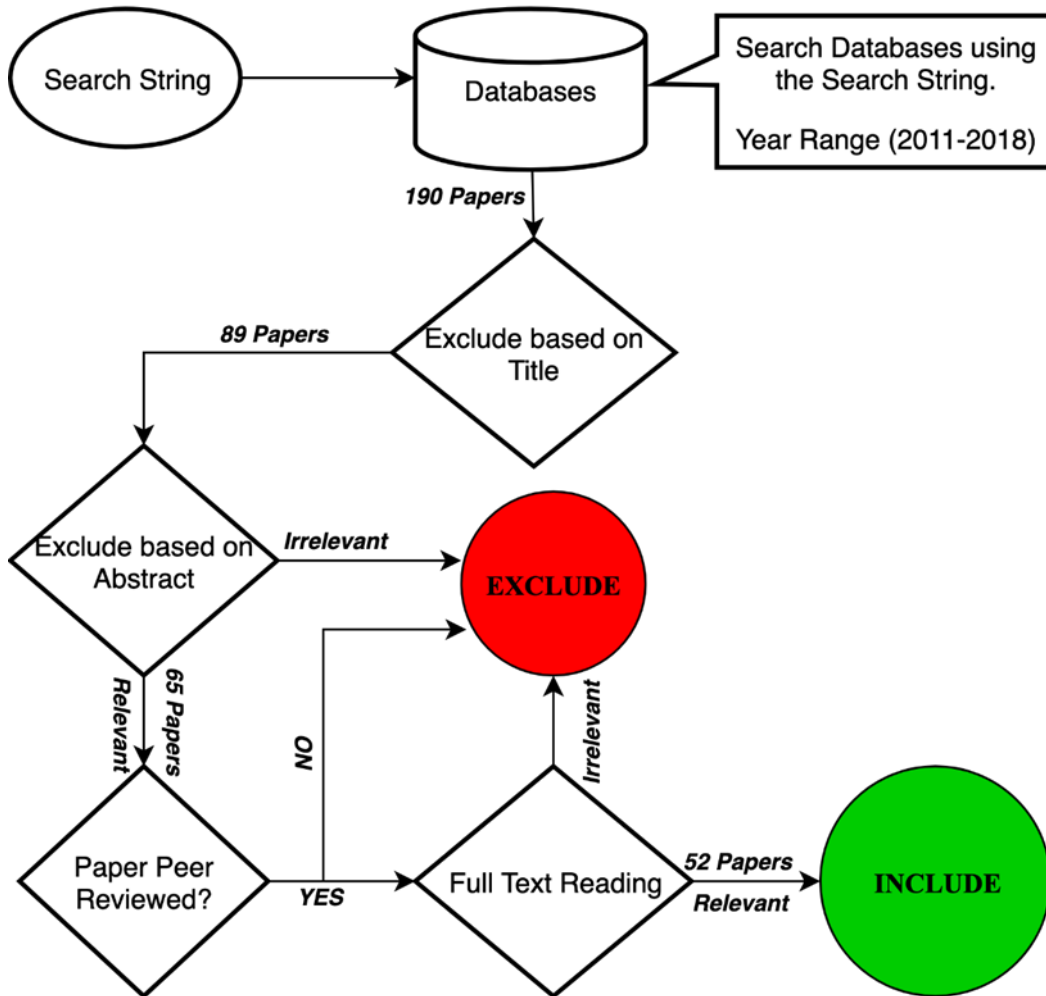 Search String
Databases
Search Databases using
the Search String.
Year Range (2011-2018)
190 Papers
89 Papers
Exclude based on
Title
Exclude based on
Abstract
Irrelevant
EXCLUDE
65 Papers
Relevant
NO
Irrelevant
Paper Peer
Reviewed?
YES
Full Text Reading
52 Papers
Relevant
INCLUDE